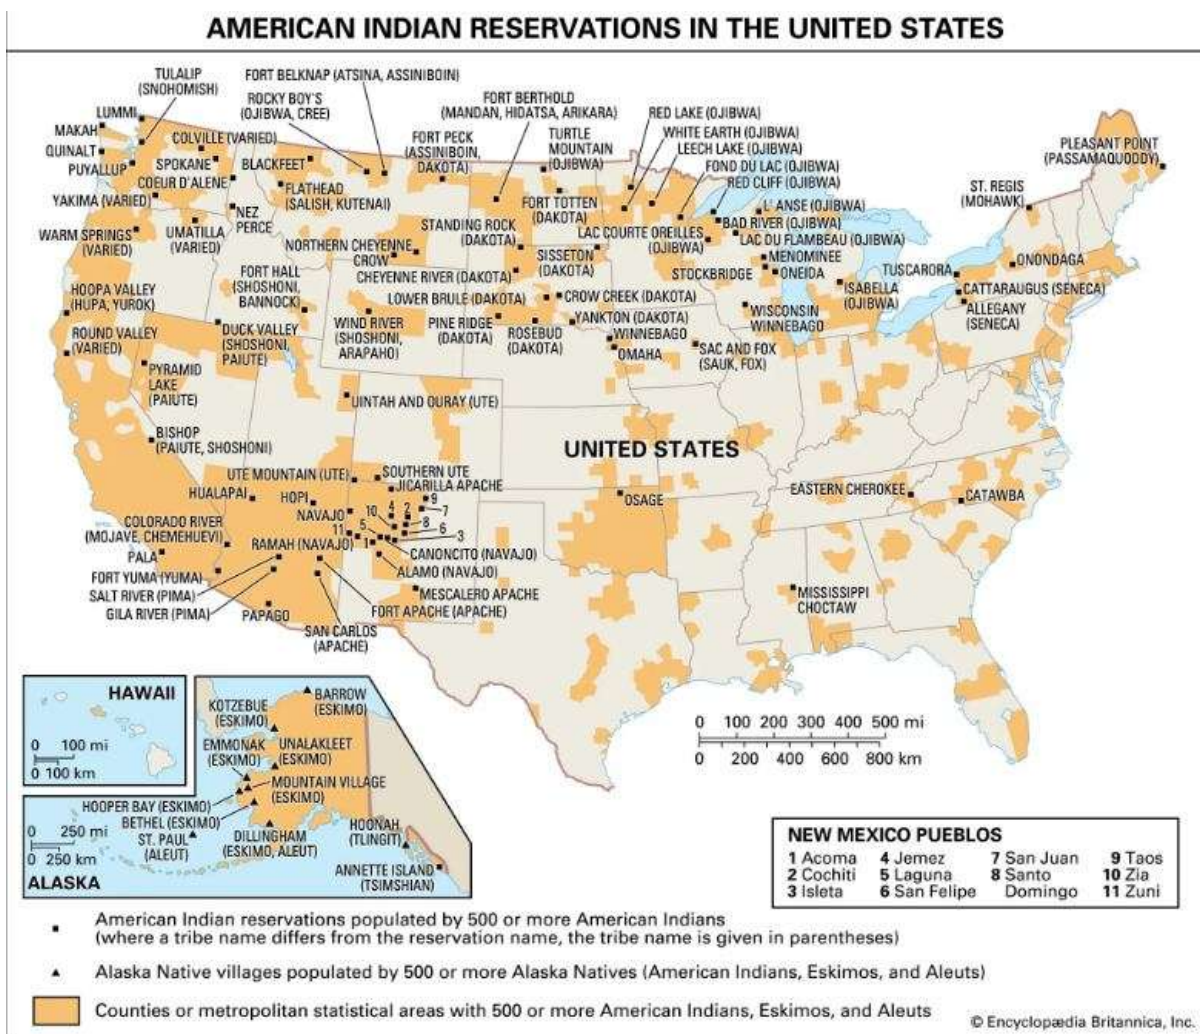 AMERICAN INDIAN RESERVATIONS IN THE UNITED STATES
TULALIP
(SNOHOMISH)
FORT BELKNAP (ATSINA, ASSINIBOIN)
ROCKY BOY'S
(OJIBWA, CREE)
FORT BERTHOLD
(MANDAN, HIDATSA, ARIKARA)
RED LAKE (OJIBWA)
LUMMI
MAKAH
COLVILLE (VARIED)
FORT PECK
(ASSINIBOIN,
DAKOTA)
TURTLE
MOUNTAIN
(OJIBWA)
WHITE EARTH (OJIBWA)
LEECH LAKE (OJIBWA)
PLEASANT POINT
(PASSAMAQUODDY)
QUINALT
PUYALLUP
SPOKANE
BLACKFEET
FOND DU LAC (OJIBWA)
RED CLIFF (OJIBWA)
COEUR D'ALENE
FLATHEAD
(SALISH, KUTENAI)
ST. REGIS
(MOHAWK)
YAKIMA (VARIED)
NEZ
PERCE
FORT TOTTEN
(DAKOTA)
L'ANSE (OJIBWA)
BAD RIVER (OJIBWA)
WARM SPRINGS
(VARIED)
UMATILLA
(VARIED)
STANDING ROCK
(DAKOTA)
LAC COURTE OREILLES
(OJIBWA)
LAC DU FLAMBEAU (OJIBWA)
NORTHERN CHEYENNE
CROW
SISSETON
(DAKOTA)
MENOMINEE
ONEIDA
STOCKBRIDGE
TUSCARORA
ONONDAGA
CHEYENNE RIVER (DAKOTA)
FORT HALL
(SHOSHONI,
BANNOCK)
HOOPA VALLEY
(HUPA, YUROK)
LOWER BRULE (DAKOTA)
CROW CREEK (DAKOTA)
ISABELLA
(OJIBWA)
CATTARAUGUS (SENECA)
ALLEGANY
(SENECA)
ROUND VALLEY
(VARIED)
DUCK VALLEY
(SHOSHONI,
PAIUTE)
WIND RIVER
(SHOSHONI,
ARAPAHO)
PINE RIDGE
(DAKOTA)
ROSEBUD
(DAKOTA)
YANKTON (DAKOTA)
WINNEBAGO
OMAHA
WISCONSIN
WINNEBAGO
SAC AND FOX
(SAUK, FOX)
PYRAMID
LAKE
(PAIUTE)
UINTAH AND OURAY (UTE)
BISHOP
(PAIUTE, SHOSHONI)
UNITED STATES
UTE MOUNTAIN (UTE)
SOUTHERN UTE
JICARILLA APACHE
HUALAPAI
HOPI
OSAGE
EASTERN CHEROKEE
CATAWBA
NAVAJO
9
4
2
7
10
8
11
5
6
1
3
COLORADO RIVER
(MOJAVE, CHEMEHUEVI)
RAMAH (NAVAJO)
CANONCITO (NAVAJO)
PALA
ALAMO (NAVAJO)
FORT YUMA (YUMA)
SALT RIVER (PIMA)
GILA RIVER (PIMA)
MESCALERO APACHE
MISSISSIPPI
CHOCTAW
PAPAGO
FORT APACHE (APACHE)
SAN CARLOS
(APACHE)
HAWAII
0 100 mi
0 100 km
BARROW
(ESKIMO)
KOTZEBUE
(ESKIMO)
EMMONAK
(ESKIMO)
UNALAKLEET
(ESKIMO)
MOUNTAIN VILLAGE
(ESKIMO)
HOOPER BAY (ESKIMO)
BETHEL (ESKIMO)
ST. PAUL
(ALEUT)
DILLINGHAM
(ESKIMO, ALEUT)
HOONAH
(TLINGIT)
ANNETTE ISLAND
(TSIMSHIAN)
0 250 mi
0 250 km
ALASKA
0 100 200 300 400 500 mi
0 200 400 600 800 km
NEW MEXICO PUEBLOS
1 Acoma 4 Jemez 7 San Juan 9 Taos
2 Cochiti 5 Laguna 8 Santo 10 Zia
3 Isleta 6 San Felipe Domingo 11 Zuni
American Indian reservations populated by 500 or more American Indians
(where a tribe name differs from the reservation name, the tribe name is given in parentheses)
Alaska Native villages populated by 500 or more Alaska Natives (American Indians, Eskimos, and Aleuts)
Counties or metropolitan statistical areas with 500 or more American Indians, Eskimos, and Aleuts
© Encyclopædia Britannica, Inc.